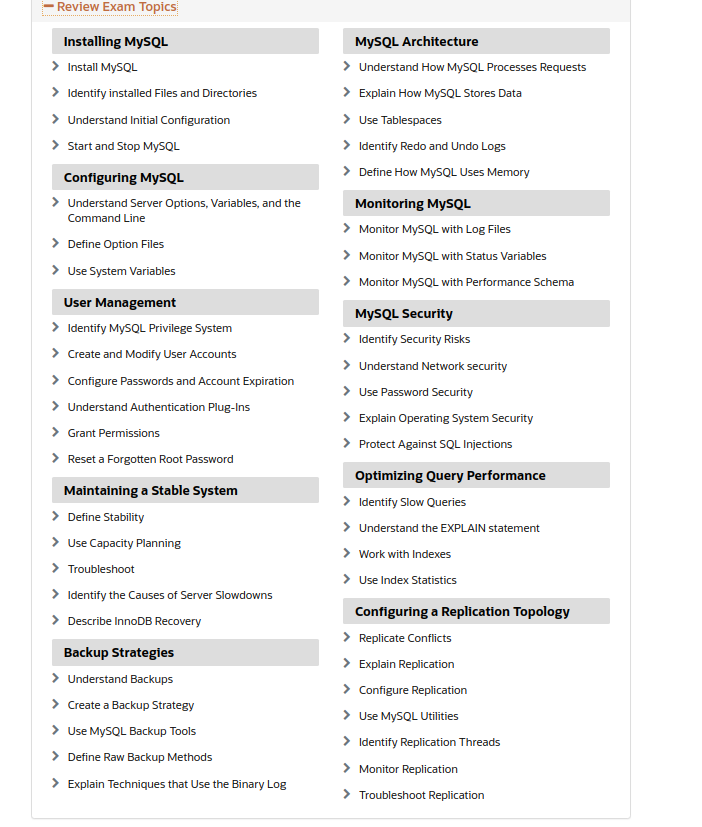 Review Exam Topics
Installing MySQL
Install MySQL
Identify installed Files and Directories
Understand Initial Configuration
Start and Stop MySQL
Configuring MySQL
Understand Server Options, Variables, and the
Command Line
Define Option Files
Use System Variables
User Management
Identify MySQL Privilege System
Create and Modify User Accounts
Configure Passwords and Account Expiration
Understand Authentication Plug-Ins
Grant Permissions
Reset a Forgotten Root Password
Maintaining a Stable System
Define Stability
Use Capacity Planning
Troubleshoot
Identify the Causes of Server Slowdowns
Describe InnoDB Recovery
Backup Strategies
Understand Backups
Create a Backup Strategy
Use MySQL Backup Tools
Define Raw Backup Methods
Explain Techniques that Use the Binary Log
MySQL Architecture
Understand How MySQL Processes Requests
Explain How MySQL Stores Data
Use Tablespaces
Identify Redo and Undo Logs
Define How MySQL Uses Memory
Monitoring MySQL
Monitor MySQL with Log Files
Monitor MySQL with Status Variables
Monitor MySQL with Performance Schema
MySQL Security
Identify Security Risks
Understand Network security
Use Password Security
Explain Operating System Security
Protect Against SQL Injections
Optimizing Query Performance
Identify Slow Queries
Understand the EXPLAIN statement
Work with Indexes
Use Index Statistics
Configuring a Replication Topology
Replicate Conflicts
Explain Replication
Configure Replication
Use MySQL Utilities
Identify Replication Threads
Monitor Replication
Troubleshoot Replication